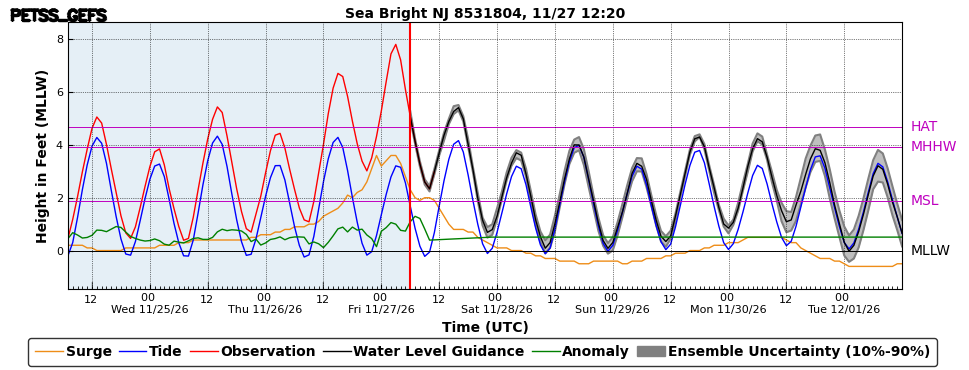 PETSS_GEFS
Sea Bright NJ 8531804, 11/27 12:20
Height in Feet (MLLW)
8
6
4
2
0
HAT
MHHW
MSL
MLLW
12 00 12 00 12 00 12 00 12 00 12 00 12 00
Wed 11/25/26 Thu 11/26/26 Fri 11/27/26 Sat 11/28/26 Sun 11/29/26 Mon 11/30/26 Tue 12/01/26
Time (UTC)
Surge Tide Observation Water Level Guidance Anomaly Ensemble Uncertainty (10%-90%)